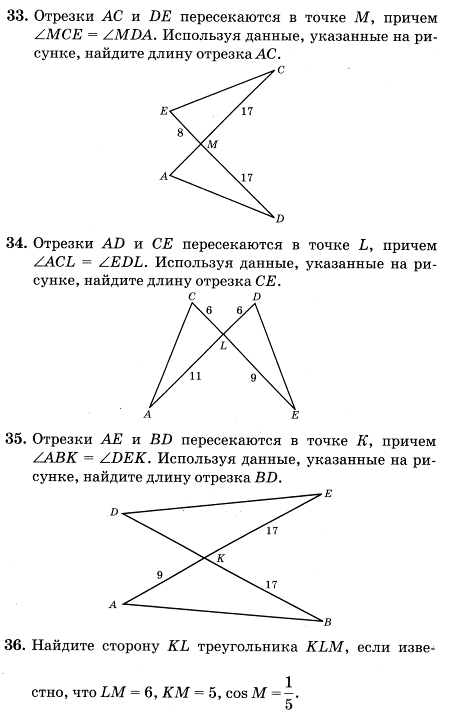 33. Отрезки AC и DE пересекаются в точке M, причем
∠MCE = ∠MDA. Используя данные, указанные на ри-
сунке, найдите длину отрезка AC.
C
E
17
8
M
A
17
D
34. Отрезки AD и CE пересекаются в точке L, причем
∠ACL = ∠EDL. Используя данные, указанные на ри-
сунке, найдите длину отрезка CE.
C D
6 6
L
11 9
A E
35. Отрезки AE и BD пересекаются в точке K, причем
∠ABK = ∠DEK. Используя данные, указанные на ри-
сунке, найдите длину отрезка BD.
E
D
17
K
9
17
A
B
36. Найдите сторону KL треугольника KLM, если изве-
стно, что LM = 6, KM = 5, cos M = 1/5.